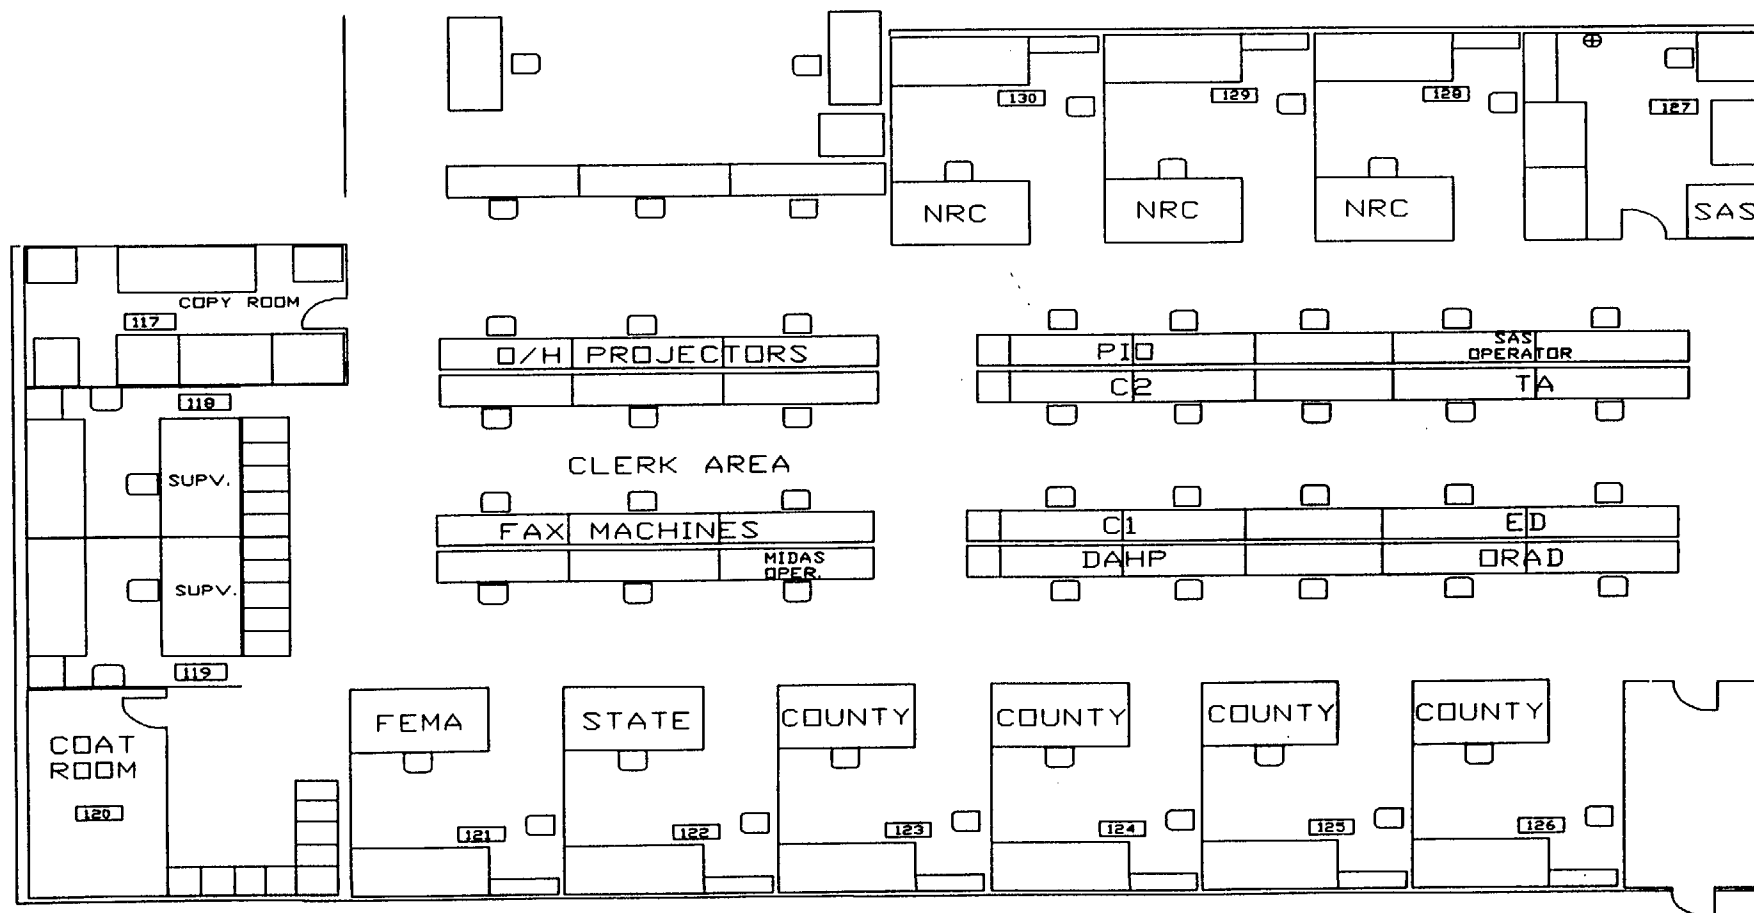 130
129
128
127
NRC
NRC
NRC
SAS
COPY ROOM
117
O/H PROJECTORS
PIO
SAS
OPERATOR
C2
TA
118
CLERK AREA
SUPV.
FAX MACHINES
C1
ED
MIDAS
OPER.
DAHP
ORAD
SUPV.
119
FEMA
STATE
COUNTY
COUNTY
COUNTY
COUNTY
COAT
ROOM
120
121
122
123
124
125
126